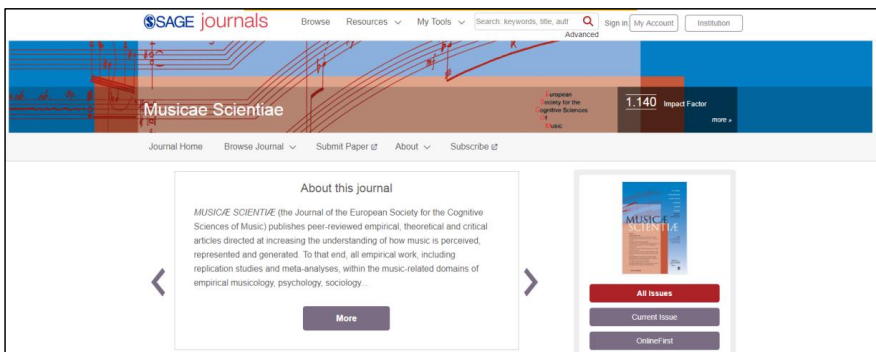 SAGE journals
Browse Resources My Tools Search: keywords, title, auth Sign in My Account Institution
Advanced
Musicae Scientiae
European
Society for the
Cognitive Sciences
Of
Music
1.140 Impact Factor
more »
Journal Home Browse Journal Submit Paper About Subscribe
About this journal
MUSICÆ SCIENTIÆ (the Journal of the European Society for the Cognitive
Sciences of Music) publishes peer-reviewed empirical, theoretical and critical
articles directed at increasing the understanding of how music is perceived,
represented and generated. To that end, all empirical work, including
replication studies and meta-analyses, within the music-related domains of
empirical musicology, psychology, sociology...
More
MUSICÆ
SCIENTIÆ
All Issues
Current Issue
OnlineFirst